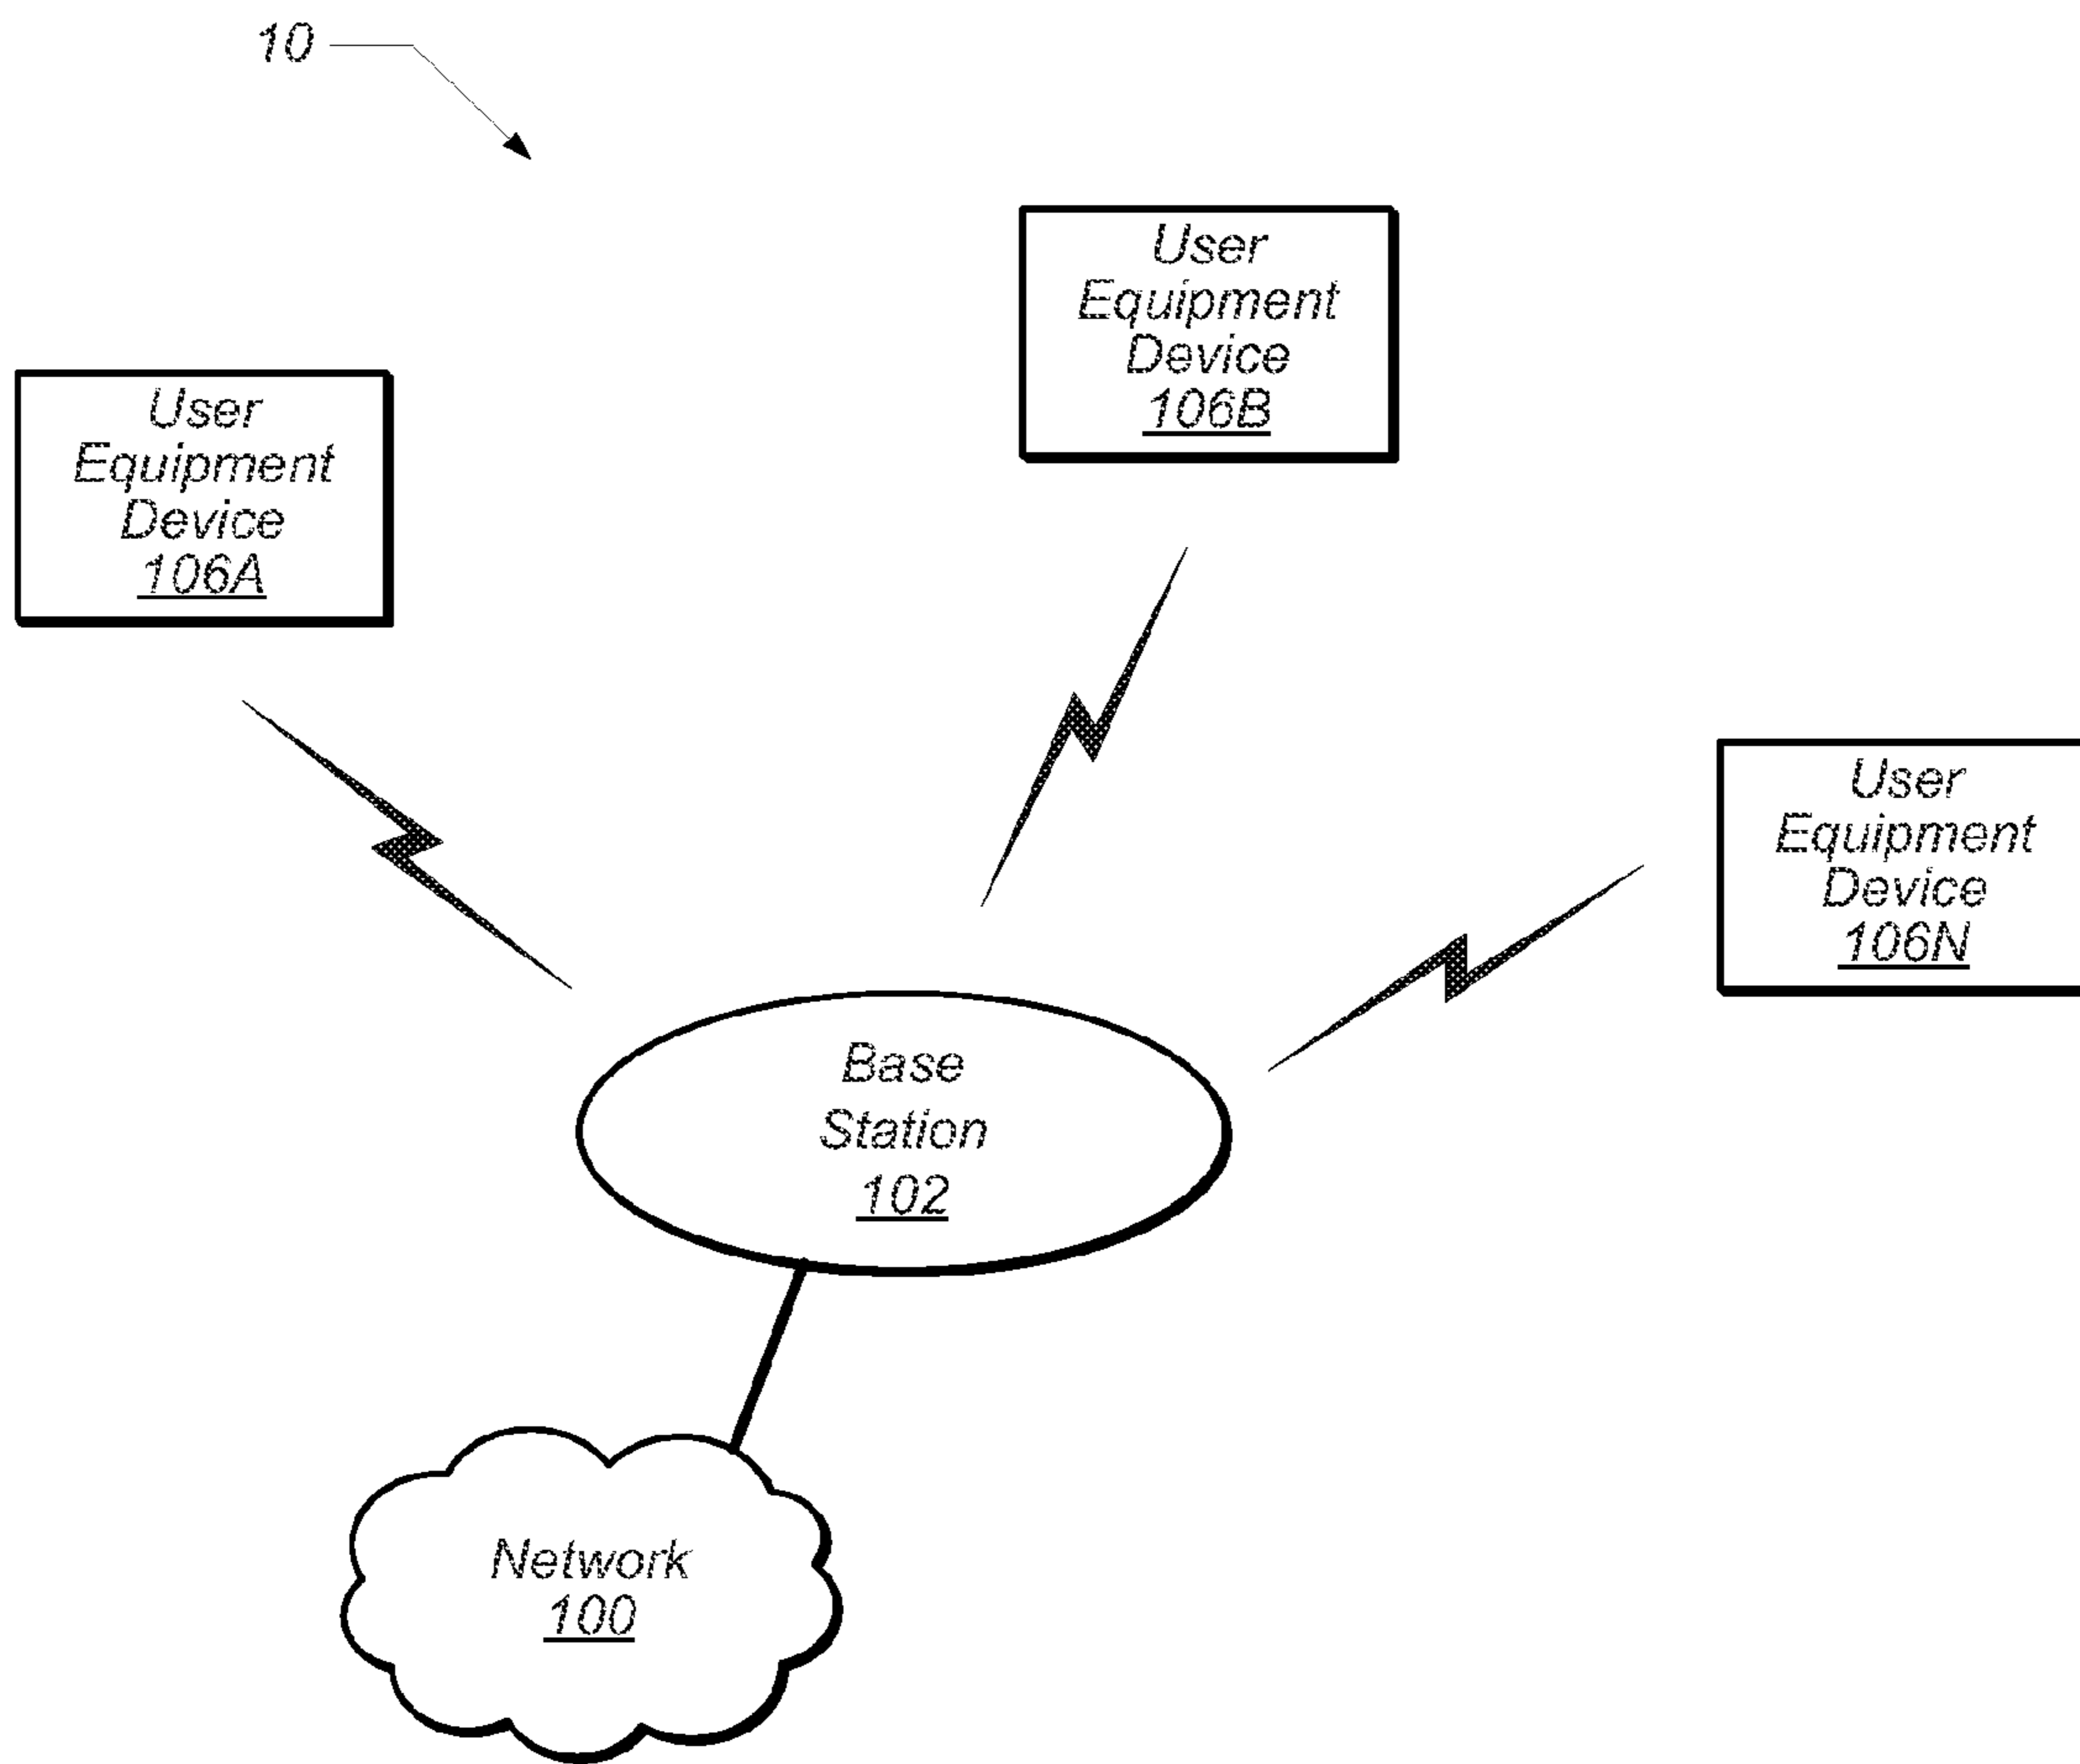 10
User
Equipment
Device
106B
User
Equipment
Device
106A
User
Equipment
Device
106N
Base
Station
102
Network
100